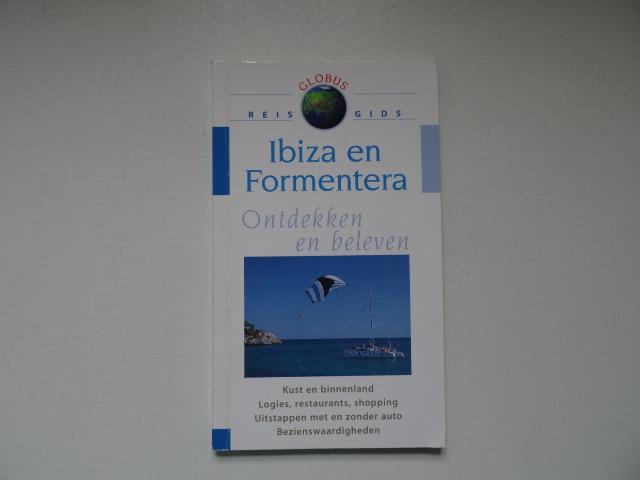 GLOBUS
REIS GIDS
Ibiza en
Formentera
Ontdekken
en beleven
Kust en binnenland
Logies, restaurants, shopping
Uitstappen met en zonder auto
Bezienswaardigheden